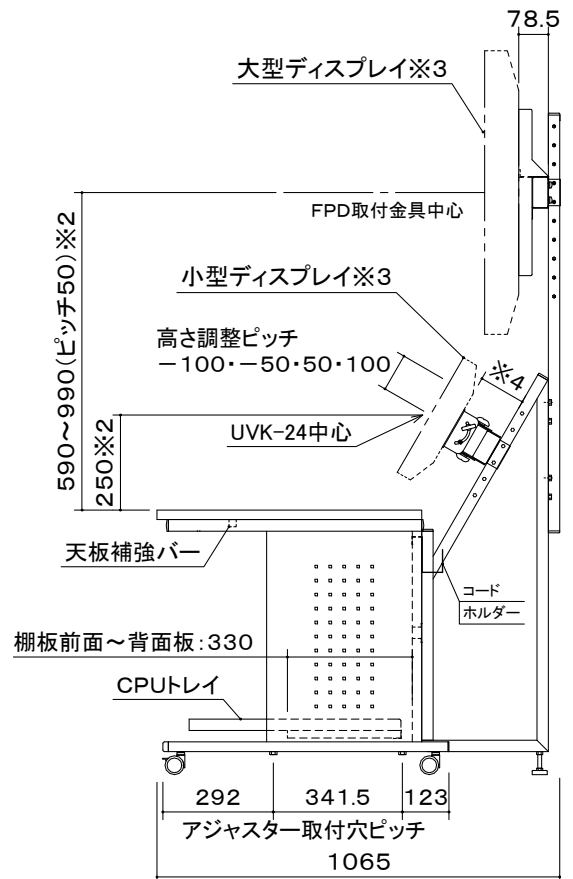 78.5
大型ディスプレイ※3
FPD取付金具中心
590～990(ピッチ50)※2
小型ディスプレイ※3
高さ調整ピッチ
－100・－50・50・100
※4
250※2
UVK-24中心
天板補強バー
コード
ホルダー
棚板前面～背面板:330
CPUトレイ
292
341.5
123
アジャスター取付穴ピッチ
1065